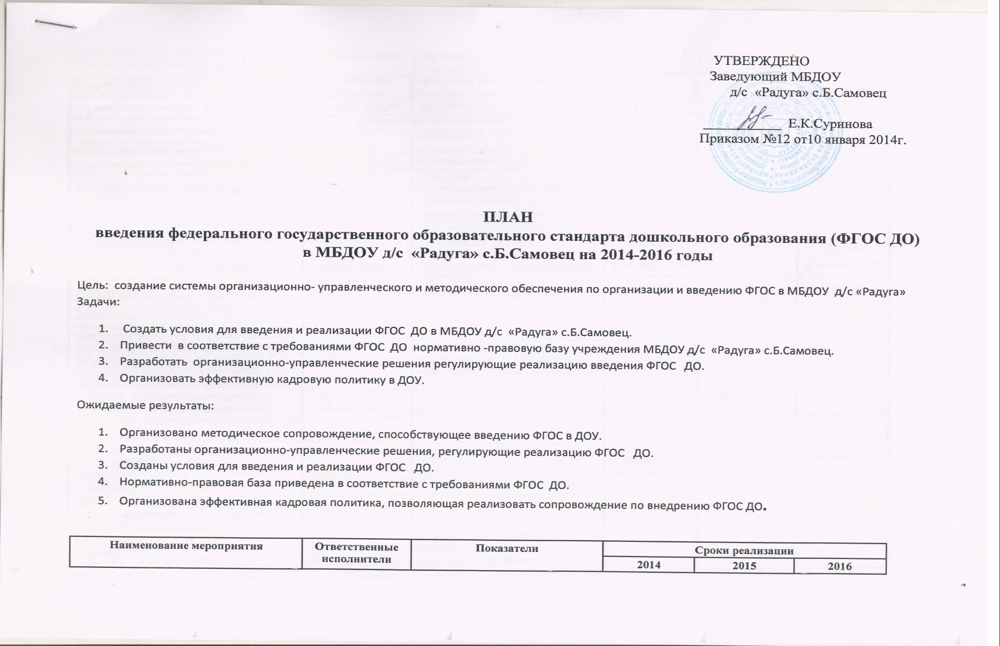 УТВЕРЖДЕНО
Заведующий МБДОУ
д/с «Радуга» с.Б.Самовец
____________ Е.К.Суринова
Приказом №12 от10 января 2014г.
ПЛАН
введения федерального государственного образовательного стандарта дошкольного образования (ФГОС ДО)
в МБДОУ д/с «Радуга» с.Б.Самовец на 2014-2016 годы
Цель: создание системы организационно- управленческого и методического обеспечения по организации и введению ФГОС в МБДОУ д/с «Радуга»
Задачи:
1. Создать условия для введения и реализации ФГОС ДО в МБДОУ д/с «Радуга» с.Б.Самовец.
2. Привести в соответствие с требованиями ФГОС ДО нормативно -правовую базу учреждения МБДОУ д/с «Радуга» с.Б.Самовец.
3. Разработать организационно-управленческие решения регулирующие реализацию введения ФГОС ДО.
4. Организовать эффективную кадровую политику в ДОУ.
Ожидаемые результаты:
1. Организовано методическое сопровождение, способствующее введению ФГОС в ДОУ.
2. Разработаны организационно-управленческие решения, регулирующие реализацию ФГОС ДО.
3. Созданы условия для введения и реализации ФГОС ДО.
4. Нормативно-правовая база приведена в соответствие с требованиями ФГОС ДО.
5. Организована эффективная кадровая политика, позволяющая реализовать сопровождение по внедрению ФГОС ДО.
Наименование мероприятия
Ответственные
исполнители
Показатели
Сроки реализации
2014
2015
2016